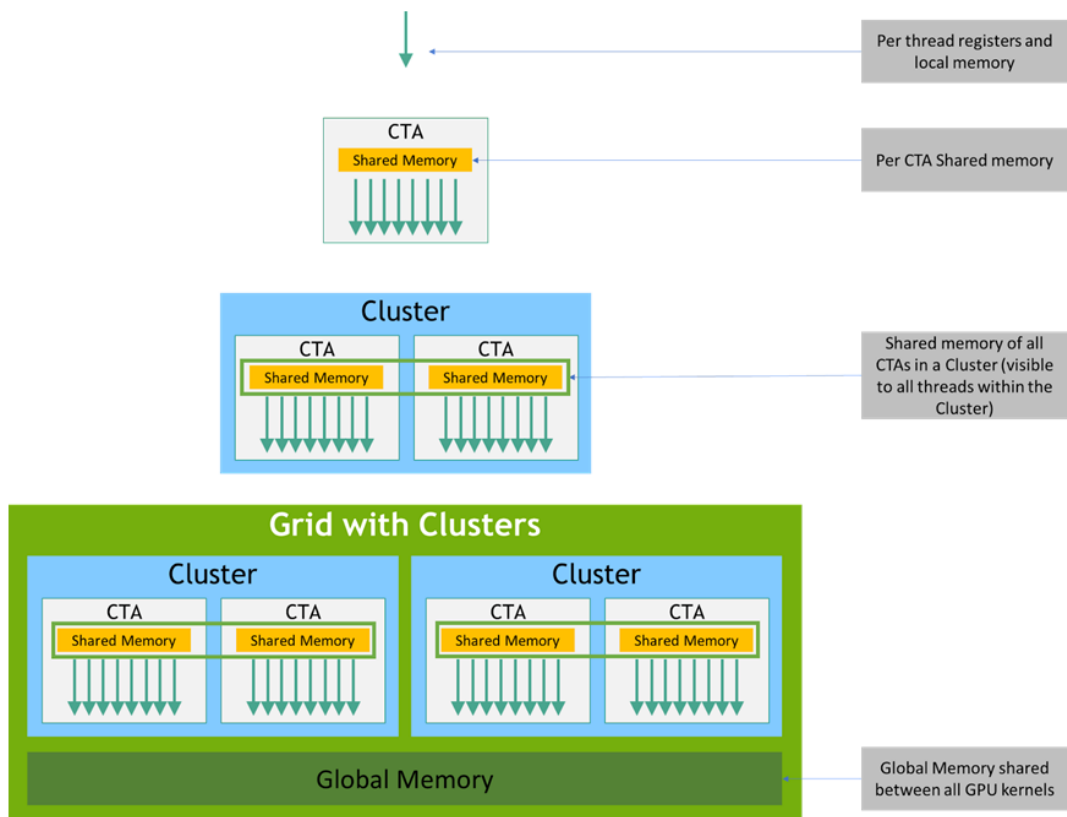 Per thread registers and
local memory
CTA
Shared Memory
Per CTA Shared memory
Cluster
CTA
CTA
Shared Memory
Shared Memory
Shared memory of all
CTAs in a Cluster (visible
to all threads within the
Cluster)
Grid with Clusters
Cluster
Cluster
CTA
CTA
CTA
CTA
Shared Memory
Shared Memory
Shared Memory
Shared Memory
Global Memory
Global Memory shared
between all GPU kernels